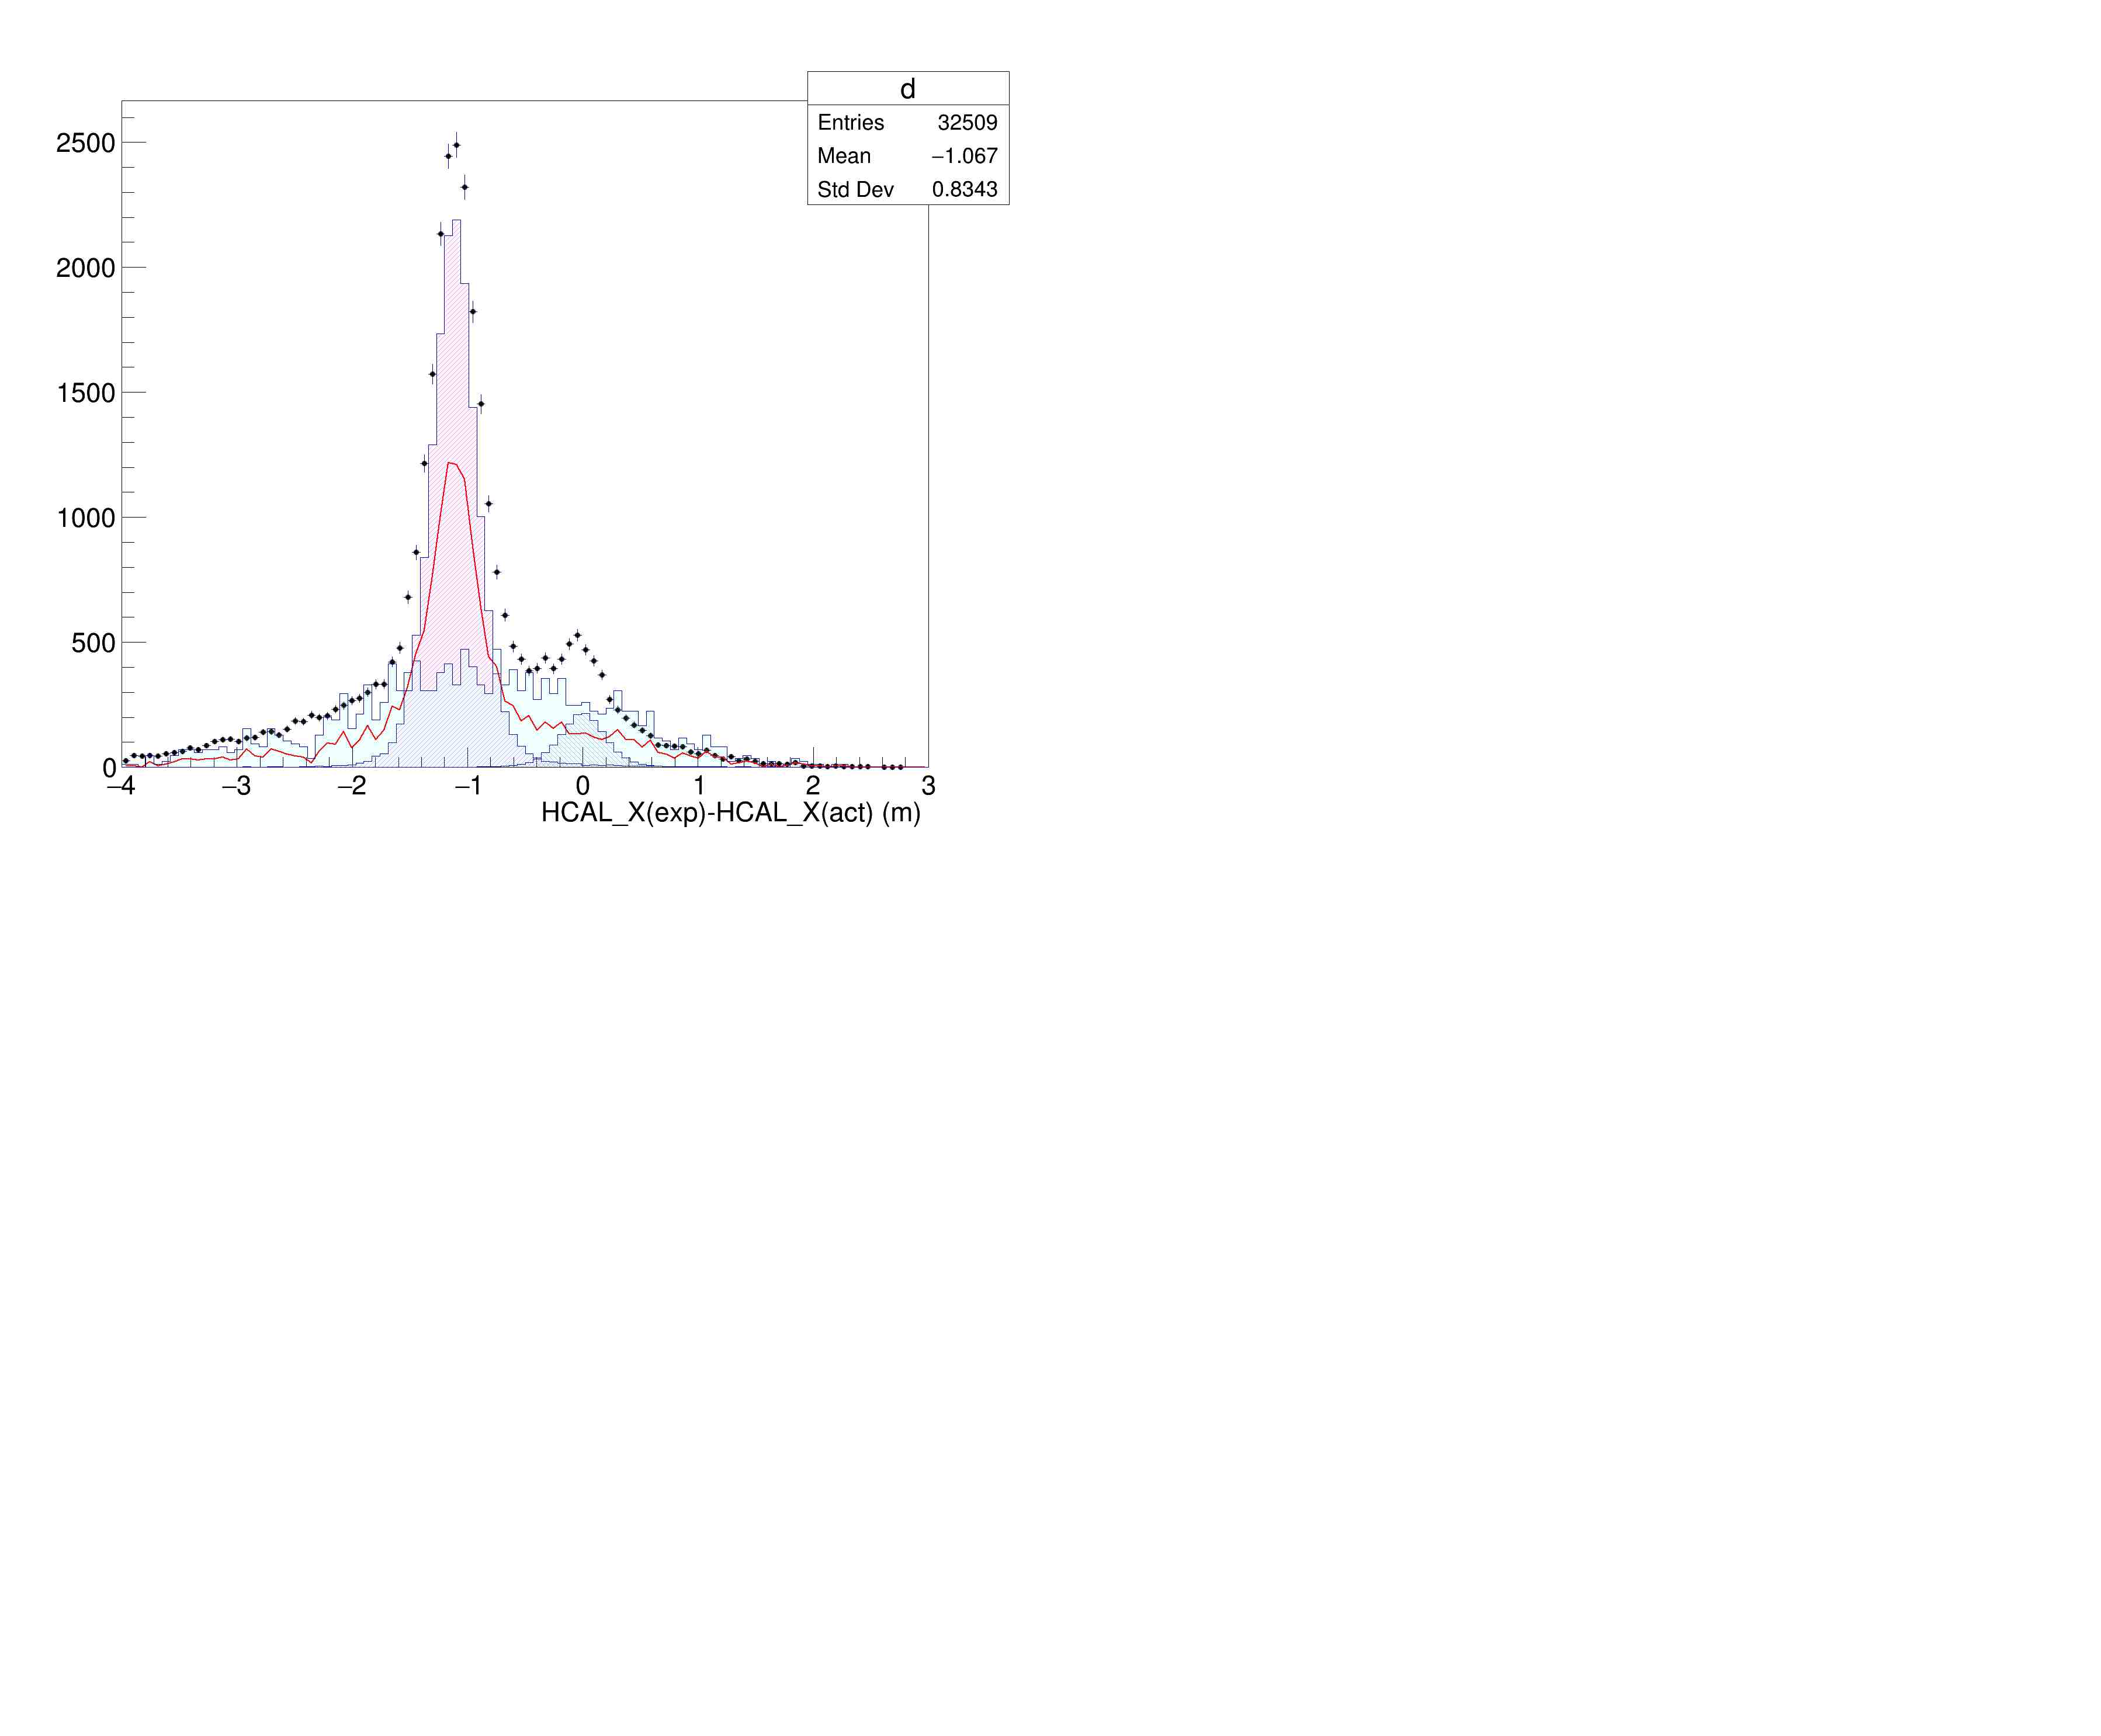 d
Entries 32509
Mean −1.067
Std Dev 0.8343
2500
2000
1500
1000
500
0
−4 −3 −2 −1 0 1 2 3
HCAL_X(exp)-HCAL_X(act) (m)